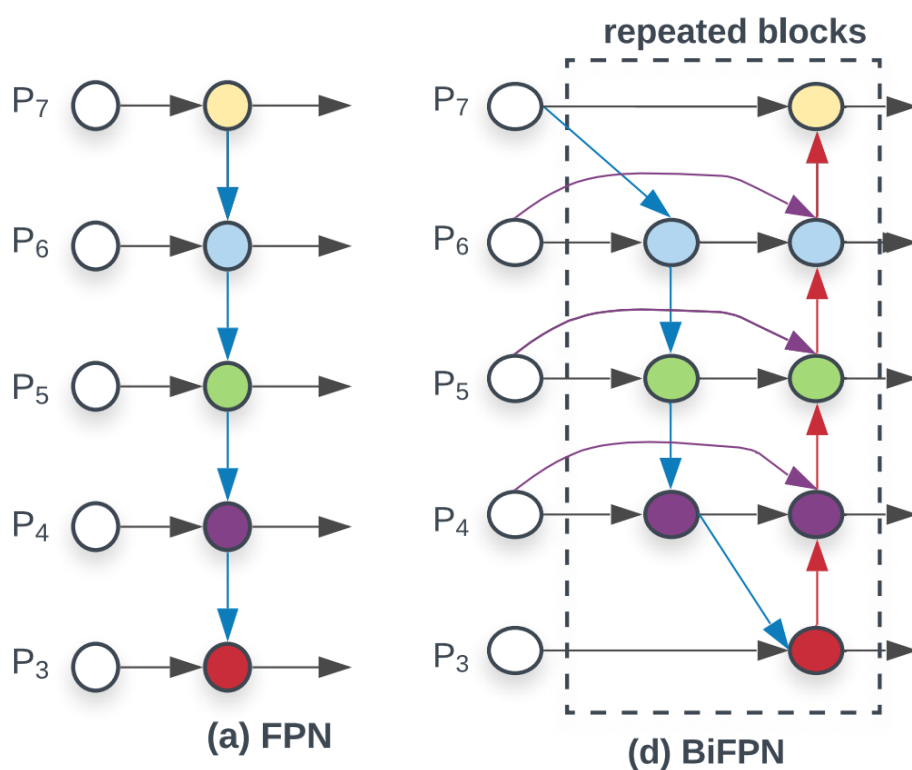 repeated blocks
P7
P6
P5
P4
P3
(a) FPN
P7
P6
P5
P4
P3
(d) BiFPN